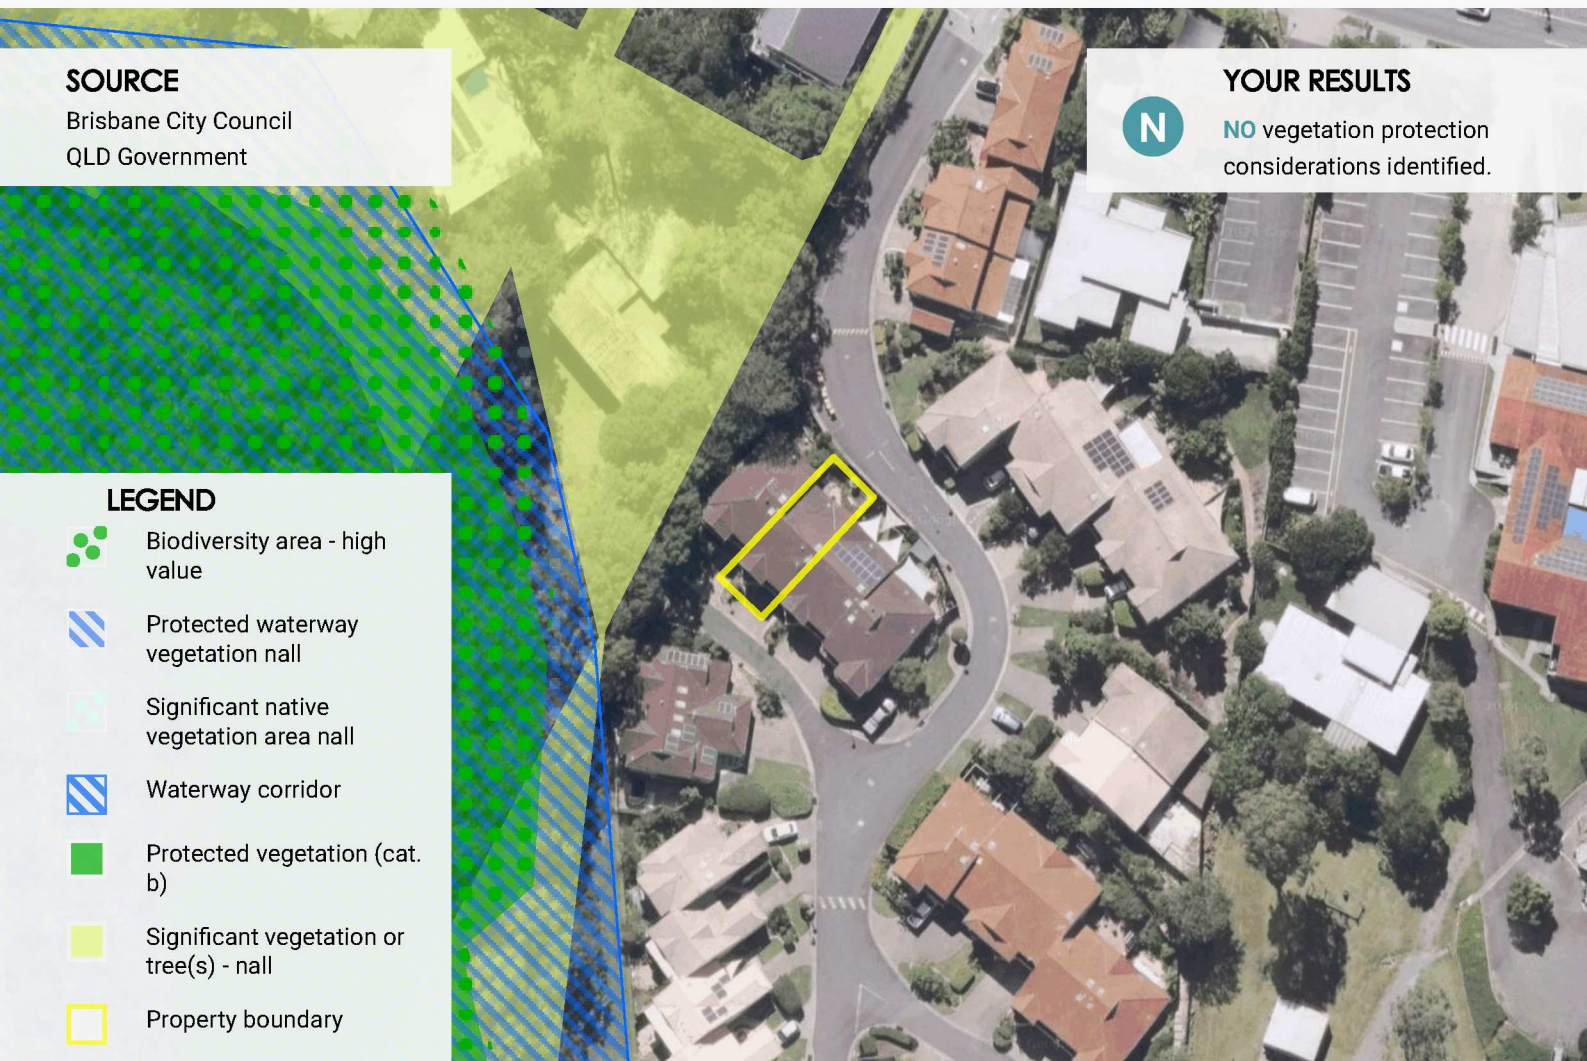 SOURCE
Brisbane City Council
QLD Government
YOUR RESULTS
N
NO vegetation protection
considerations identified.
LEGEND
Biodiversity area - high
value
Protected waterway
vegetation nall
Significant native
vegetation area nall
Waterway corridor
Protected vegetation (cat.
b)
Significant vegetation or
tree(s) - nall
Property boundary